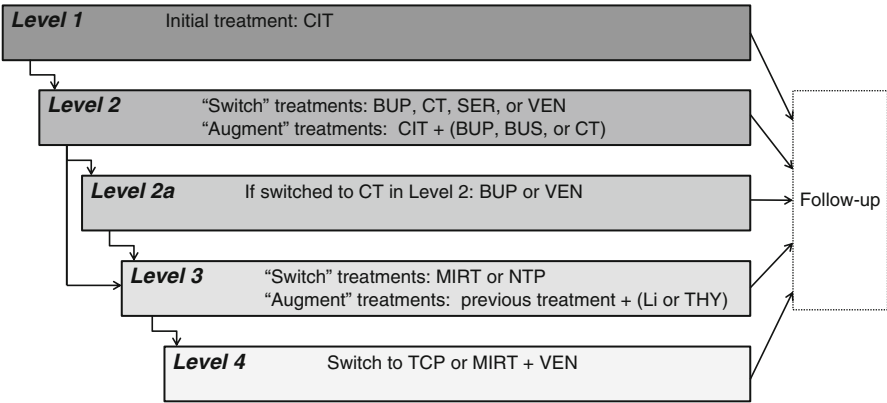 Level 1 Initial treatment: CIT
Level 2 “Switch” treatments: BUP, CT, SER, or VEN
“Augment” treatments: CIT + (BUP, BUS, or CT)
Level 2a If switched to CT in Level 2: BUP or VEN
Follow-up
Level 3 “Switch” treatments: MIRT or NTP
“Augment” treatments: previous treatment + (Li or THY)
Level 4 Switch to TCP or MIRT + VEN